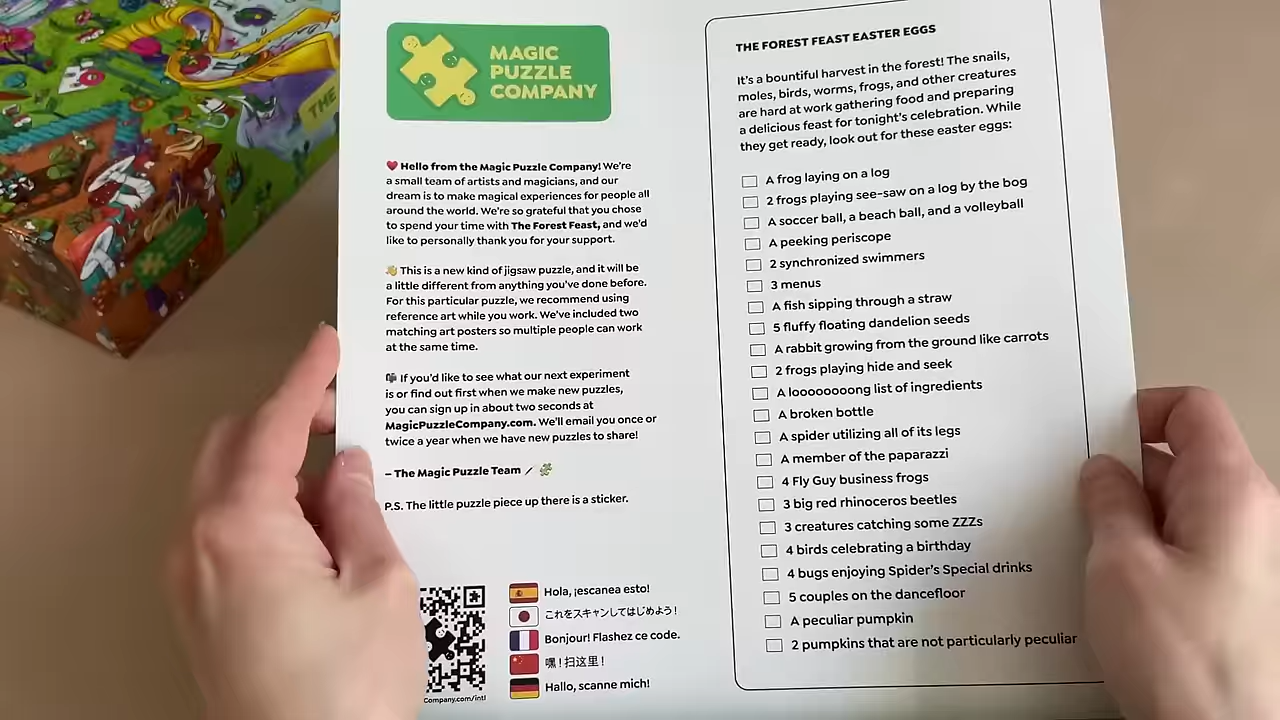 MAGIC
PUZZLE
COMPANY
❤️ Hello from the Magic Puzzle Company! We're
a small team of artists and magicians, and our
dream is to make magical experiences for people all
around the world. We're so grateful that you chose
to spend your time with The Forest Feast, and we'd
like to personally thank you for your support.
👋 This is a new kind of jigsaw puzzle, and it will be
a little different from anything you've done before.
For this particular puzzle, we recommend using
reference art while you work. We've included two
matching art posters so multiple people can work
at the same time.
If you'd like to see what our next experiment
is or find out first when we make new puzzles,
you can sign up in about two seconds at
MagicPuzzleCompany.com. We'll email you once or
twice a year when we have new puzzles to share!
– The Magic Puzzle Team
P.S. The little puzzle piece up there is a sticker.
Hola, ¡escanea esto!
これをスキャンしてはじめよう!
Bonjour! Flashez ce code.
嘿!扫这里!
Hallo, scanne mich!
Company.com/intl
THE FOREST FEAST EASTER EGGS
It's a bountiful harvest in the forest! The snails,
moles, birds, worms, frogs, and other creatures
are hard at work gathering food and preparing
a delicious feast for tonight's celebration. While
they get ready, look out for these easter eggs:
A frog laying on a log
2 frogs playing see-saw on a log by the bog
A soccer ball, a beach ball, and a volleyball
A peeking periscope
2 synchronized swimmers
3 menus
A fish sipping through a straw
5 fluffy floating dandelion seeds
A rabbit growing from the ground like carrots
2 frogs playing hide and seek
A looooooong list of ingredients
A broken bottle
A spider utilizing all of its legs
A member of the paparazzi
4 Fly Guy business frogs
3 big red rhinoceros beetles
3 creatures catching some ZZZs
4 birds celebrating a birthday
4 bugs enjoying Spider's Special drinks
5 couples on the dancefloor
A peculiar pumpkin
2 pumpkins that are not particularly peculiar
THE